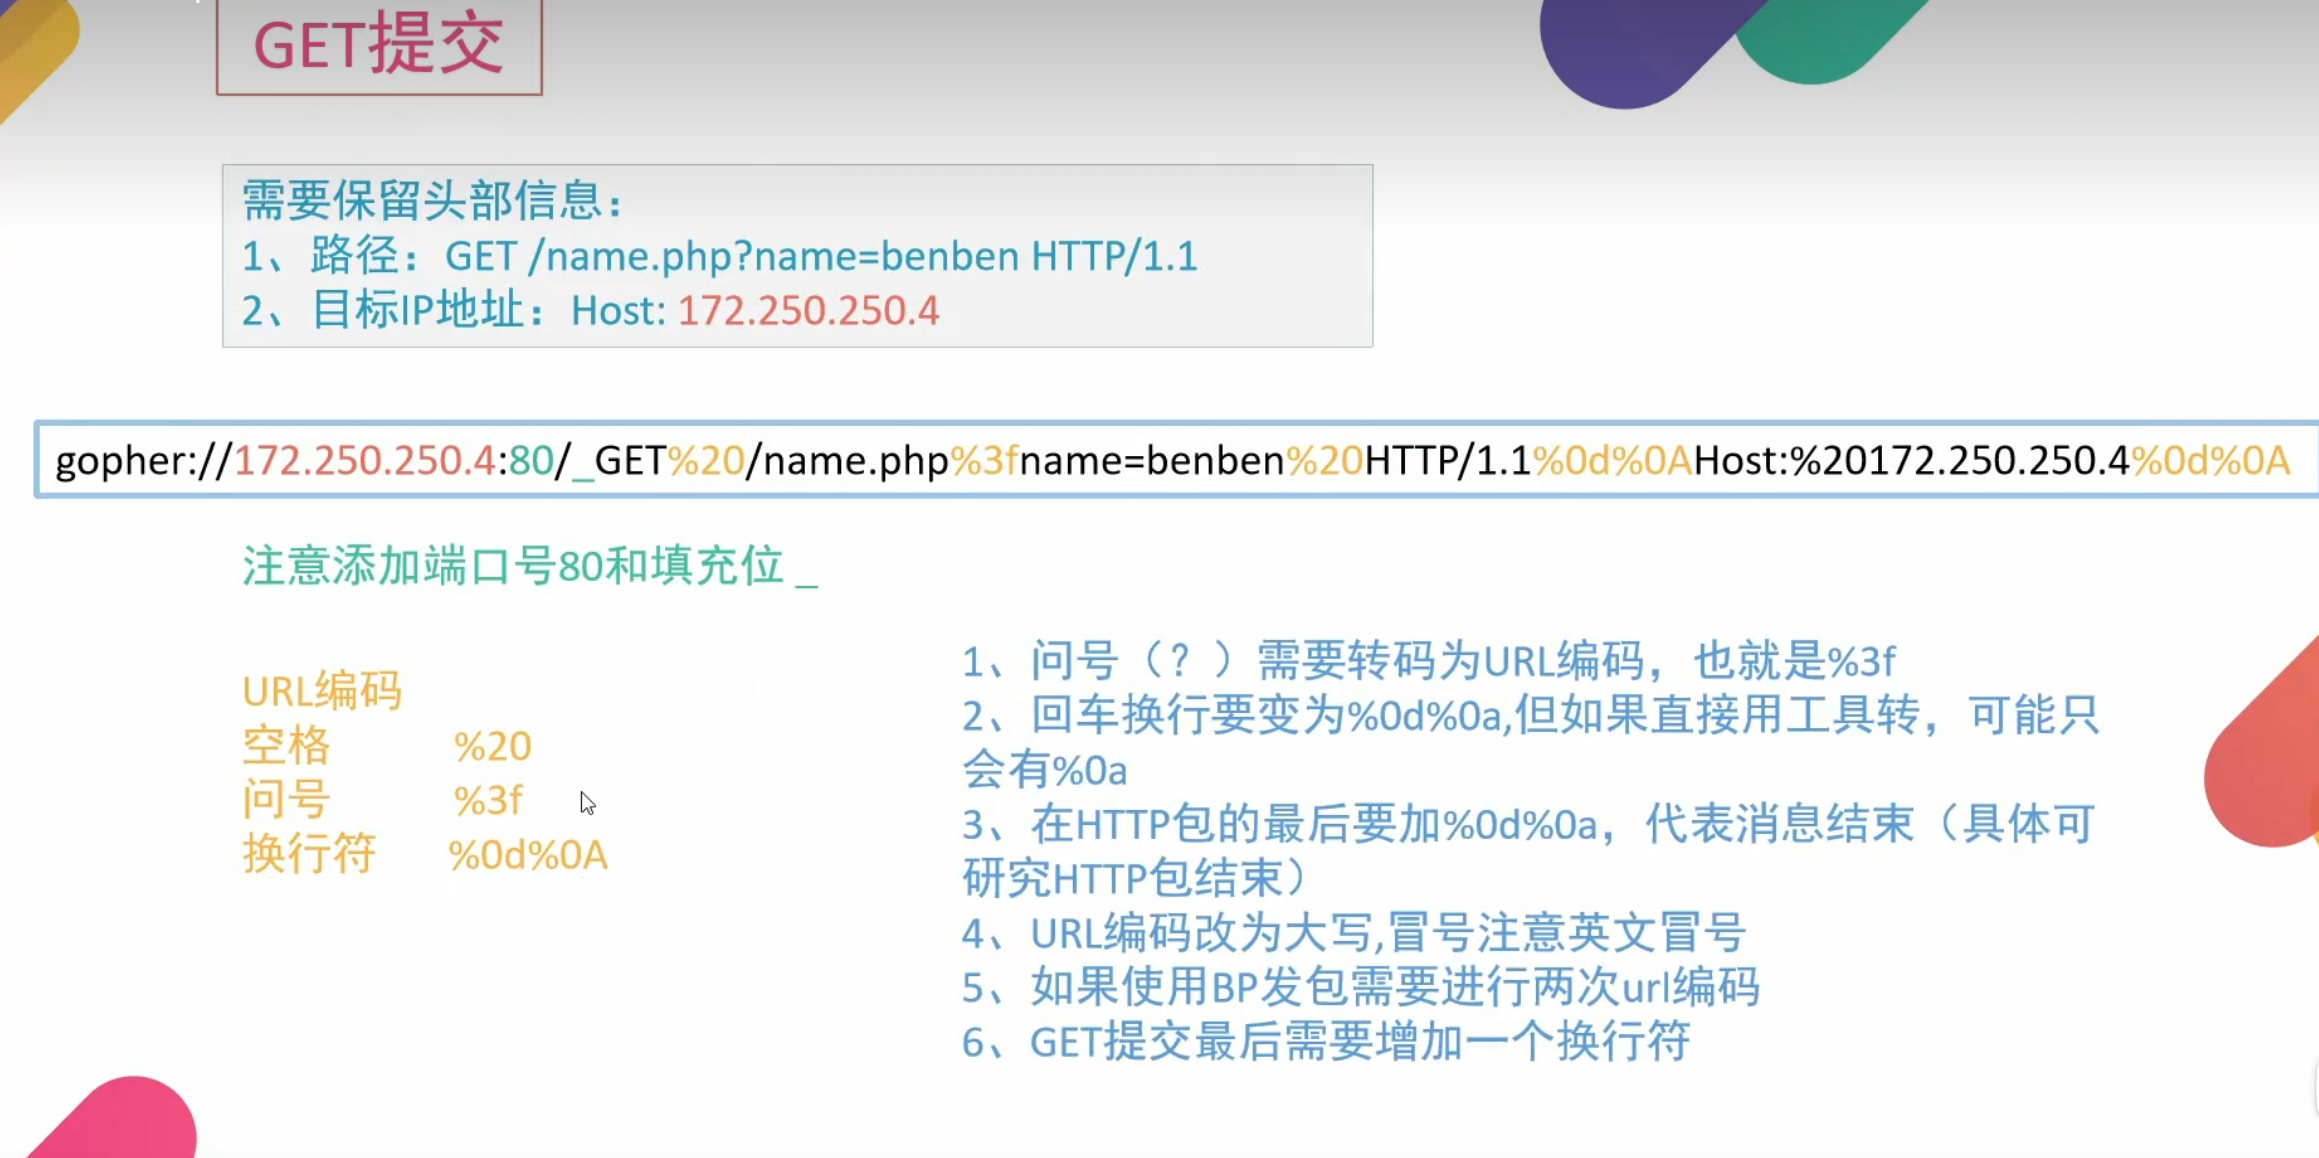 GET提交
需要保留头部信息：
1、路径：GET /name.php?name=benben HTTP/1.1
2、目标IP地址：Host: 172.250.250.4
gopher://172.250.250.4:80/_GET%20/name.php%3fname=benben%20HTTP/1.1%0d%0AHost:%20172.250.250.4%0d%0A
注意添加端口号80和填充位 _
URL编码
空格 %20
问号 %3f
换行符 %0d%0A
1、问号（？）需要转码为URL编码，也就是%3f
2、回车换行要变为%0d%0a,但如果直接用工具转，可能只
会有%0a
3、在HTTP包的最后要加%0d%0a，代表消息结束（具体可
研究HTTP包结束）
4、URL编码改为大写,冒号注意英文冒号
5、如果使用BP发包需要进行两次url编码
6、GET提交最后需要增加一个换行符